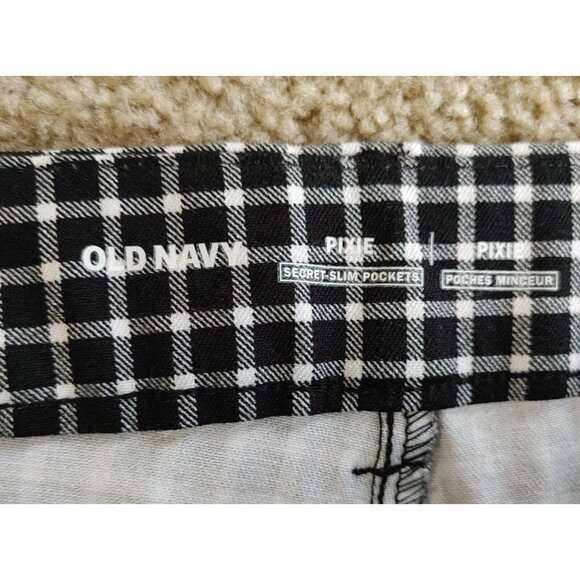 OLD NAVY
PIXIE
SECRET-SLIM POCKETS
PIXIE
POCHES MINCEUR